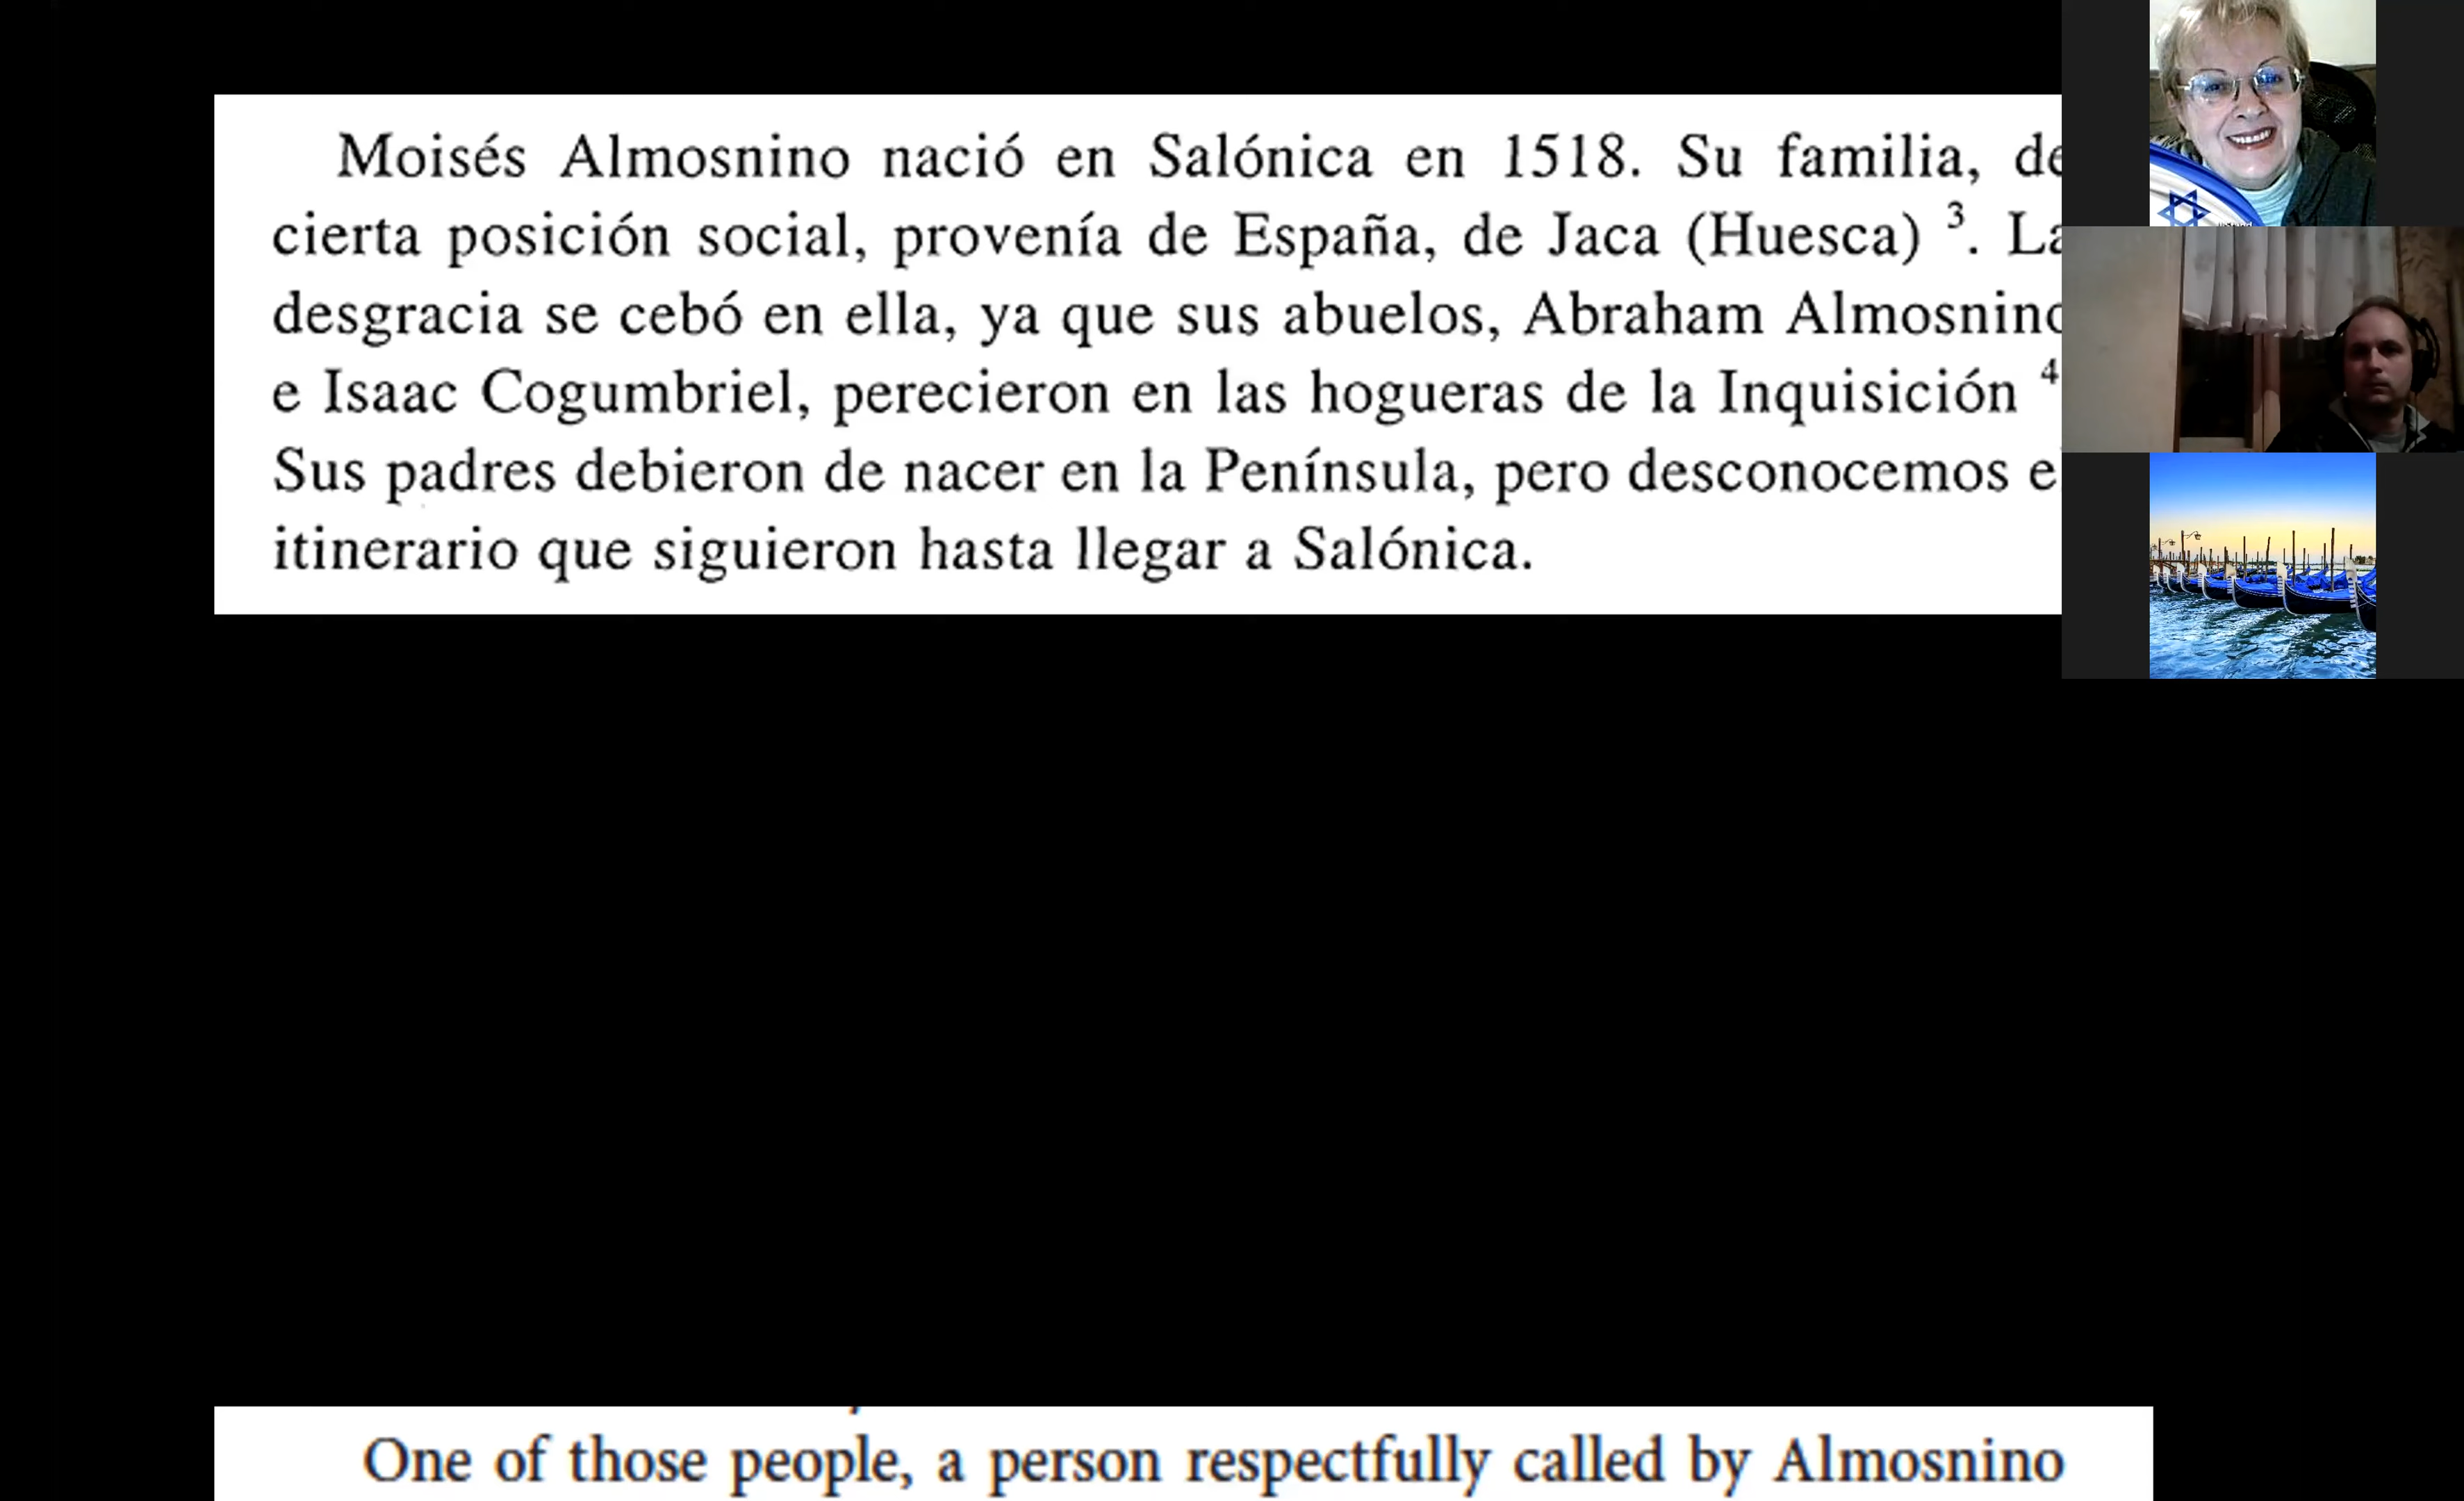 Moisés Almosnino nació en Salónica en 1518. Su familia, de
cierta posición social, provenía de España, de Jaca (Huesca) ³. La
desgracia se cebó en ella, ya que sus abuelos, Abraham Almosnino
e Isaac Cogumbriel, perecieron en las hogueras de la Inquisición ⁴
Sus padres debieron de nacer en la Península, pero desconocemos e
itinerario que siguieron hasta llegar a Salónica.
One of those people, a person respectfully called by Almosnino